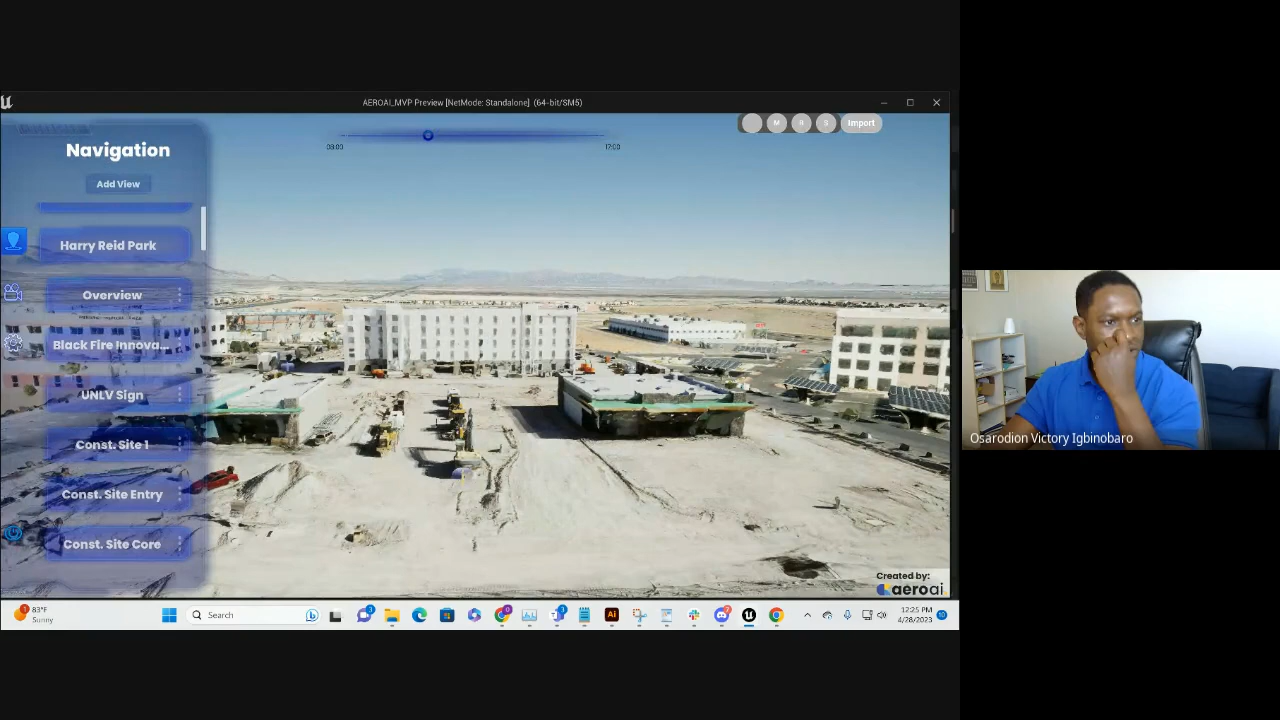 AEROAI_MVP Preview [NetMode: Standalone] (64-bit/SM5)
Navigation
Add View
Harry Reid Park
Overview
Black Fire Innova...
UNLV Sign
Const. Site 1
Const. Site Entry
Const. Site Core
08:00
17:00
M
R
S
Import
Created by:
aeroai
Osarodion Victory Igbinobaro
83°F
Sunny
Search
12:25 PM
4/28/2023